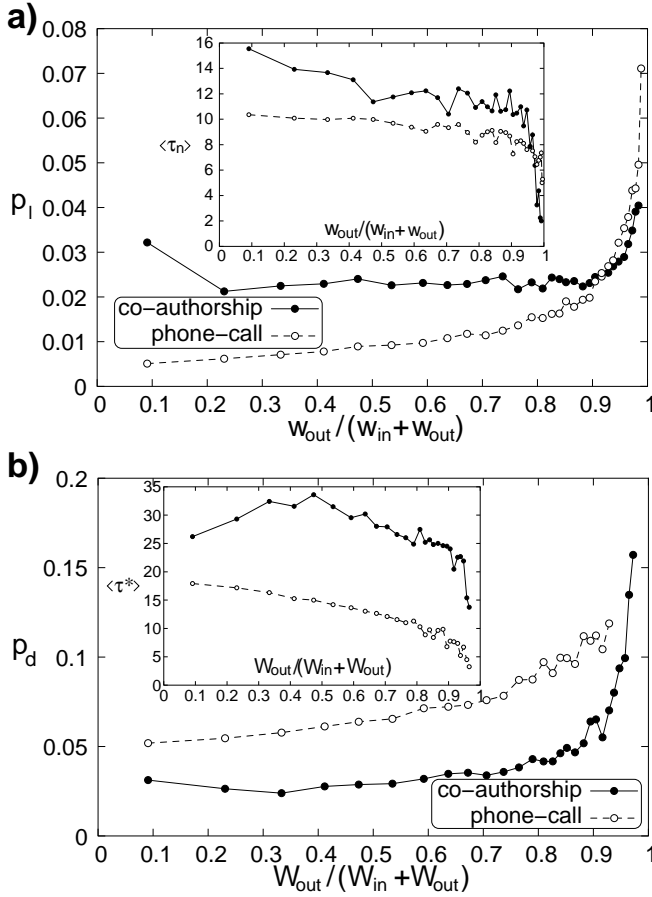 a)
0.08
0.07
0.06
0.05
0.04
0.03
0.02
0.01
0
p_l
16
14
12
10
8
6
4
2
0
⟨τ_n⟩
w_out/(w_in+w_out)
0 0.1 0.2 0.3 0.4 0.5 0.6 0.7 0.8 0.9 1
co-authorship
phone-call
0 0.1 0.2 0.3 0.4 0.5 0.6 0.7 0.8 0.9 1
w_out/(w_in+w_out)
b)
0.2
0.15
0.1
0.05
0
p_d
35
30
25
20
15
10
5
0
⟨τ*⟩
W_out/(W_in+W_out)
0 0.1 0.2 0.3 0.4 0.5 0.6 0.7 0.8 0.9 1
co-authorship
phone-call
0 0.1 0.2 0.3 0.4 0.5 0.6 0.7 0.8 0.9 1
W_out/(W_in+W_out)